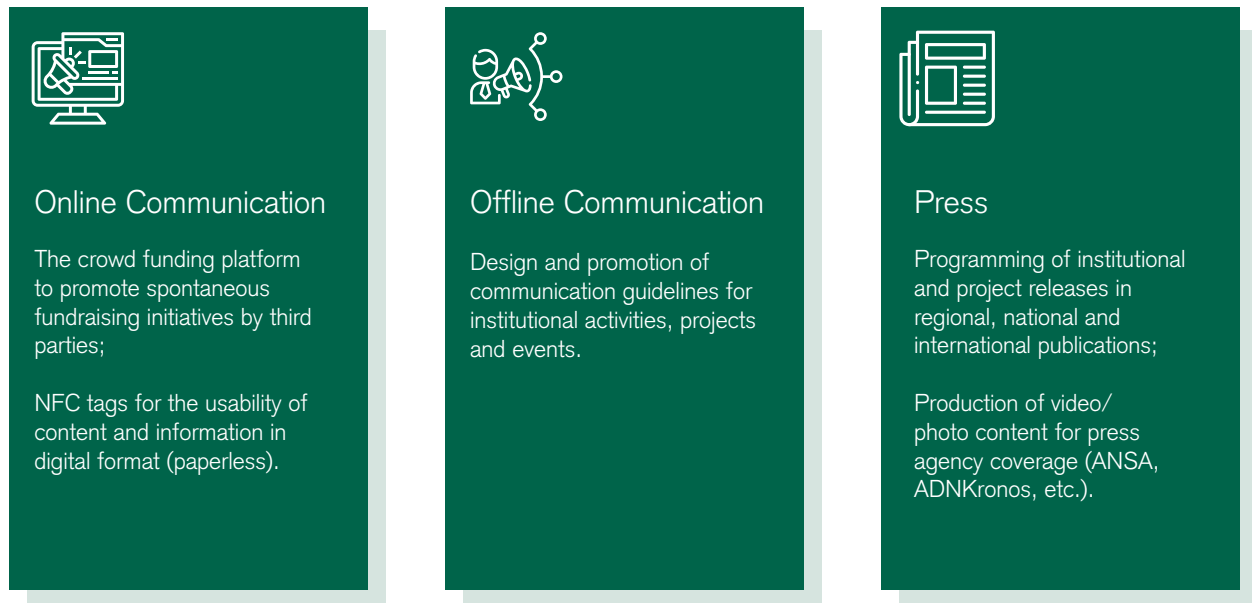 Online Communication
The crowd funding platform
to promote spontaneous
fundraising initiatives by third
parties;
NFC tags for the usability of
content and information in
digital format (paperless).
Offline Communication
Design and promotion of
communication guidelines for
institutional activities, projects
and events.
Press
Programming of institutional
and project releases in
regional, national and
international publications;
Production of video/
photo content for press
agency coverage (ANSA,
ADNKronos, etc.).